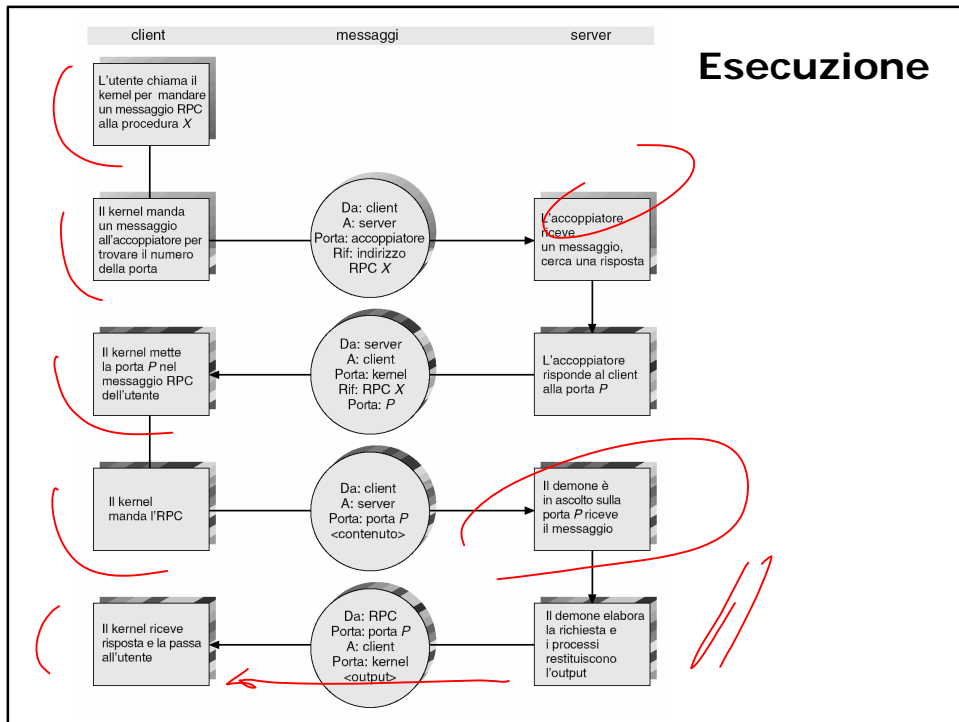 client
messaggi
server
Esecuzione
L'utente chiama il
kernel per mandare
un messaggio RPC
alla procedura X
Il kernel manda
un messaggio
all'accoppiatore per
trovare il numero
della porta
Da: client
A: server
Porta: accoppiatore
Rif: indirizzo
RPC X
L'accoppiatore
riceve
un messaggio,
cerca una risposta
Il kernel mette
la porta P nel
messaggio RPC
dell'utente
Da: server
A: client
Porta: kernel
Rif: RPC X
Porta: P
L'accoppiatore
risponde al client
alla porta P
Il kernel
manda l'RPC
Da: client
A: server
Porta: porta P
<contenuto>
Il demone è
in ascolto sulla
porta P riceve
il messaggio
Il kernel riceve
risposta e la passa
all'utente
Da: RPC
Porta: porta P
A: client
Porta: kernel
<output>
Il demone elabora
la richiesta e
i processi
restituiscono
l'output